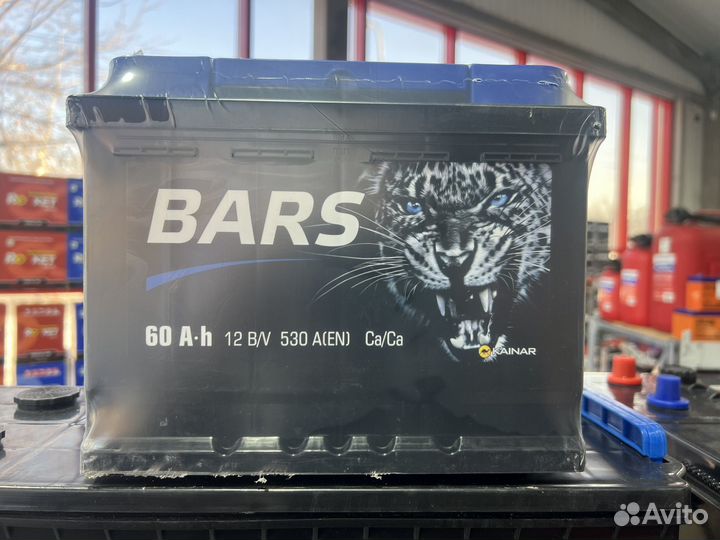 BARS
60 A·h 12 B/V 530 A(EN) Ca/Ca
KAINAR
Avito